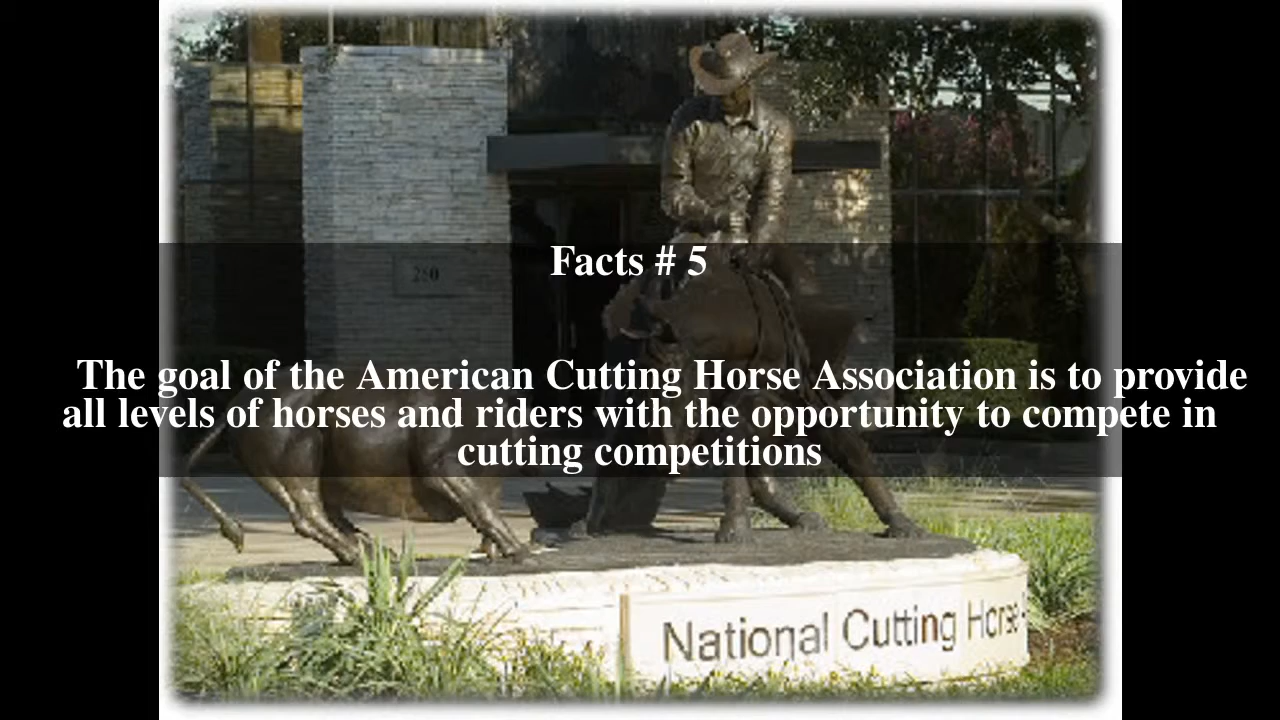 Facts # 5
The goal of the American Cutting Horse Association is to provide
all levels of horses and riders with the opportunity to compete in
cutting competitions
280
National Cutting Horse